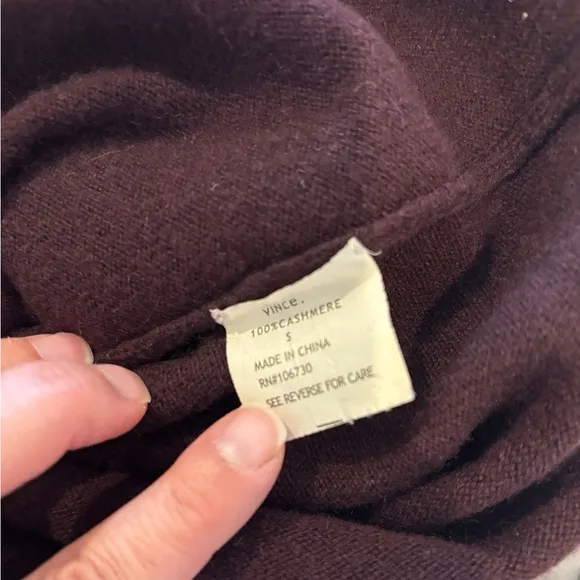 VINCE.
100%CASHMERE
S
MADE IN CHINA
RN#106730
SEE REVERSE FOR CARE